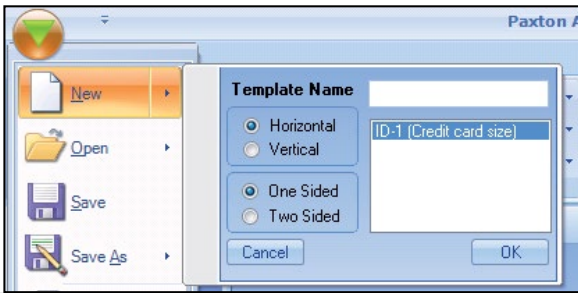 Paxton A
New
Template Name
Horizontal
ID-1 (Credit card size)
Vertical
Open
One Sided
Save
Two Sided
Save As
Cancel
OK